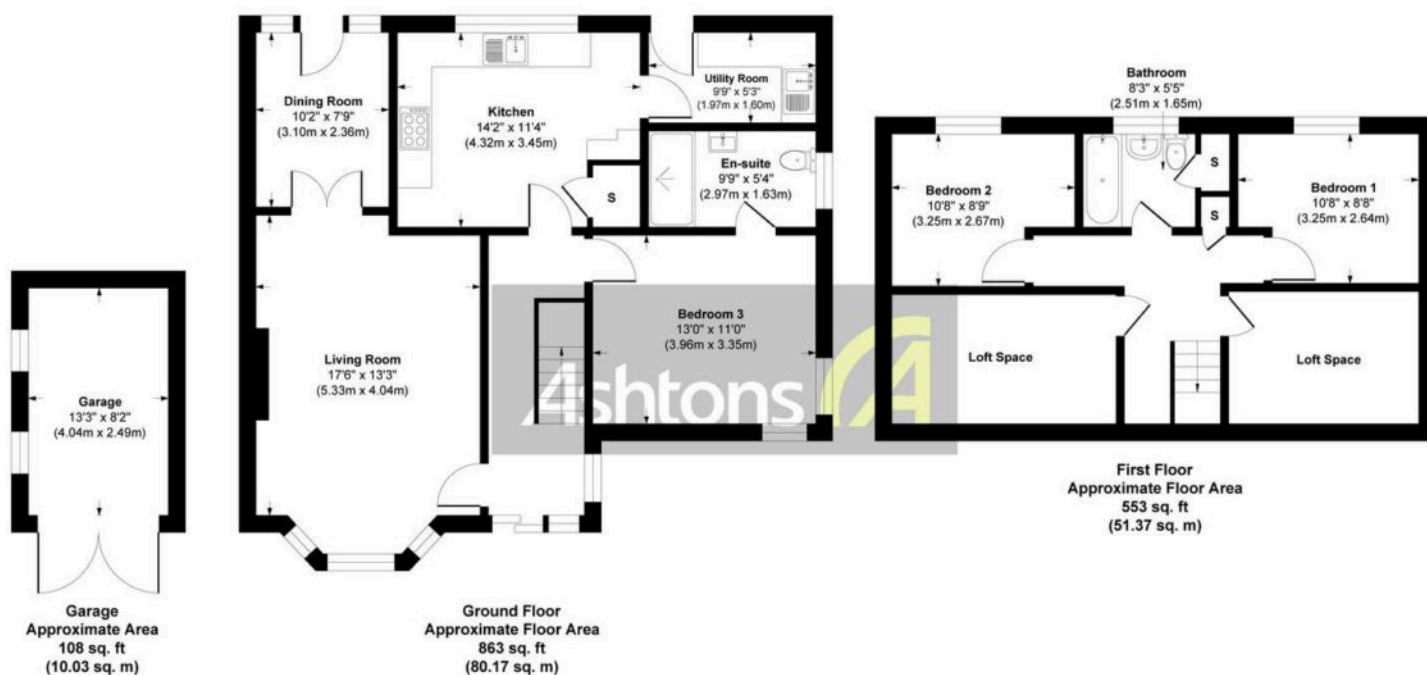 Dining Room
10'2" x 7'9"
(3.10m x 2.36m)
Kitchen
14'2" x 11'4"
(4.32m x 3.45m)
Utility Room
9'9" x 5'3"
(1.97m x 1.60m)
En-suite
9'9" x 5'4"
(2.97m x 1.63m)
S
Living Room
17'6" x 13'3"
(5.33m x 4.04m)
Bedroom 3
13'0" x 11'0"
(3.96m x 3.35m)
Ashtons
A
Garage
13'3" x 8'2"
(4.04m x 2.49m)
Bathroom
8'3" x 5'5"
(2.51m x 1.65m)
Bedroom 2
10'8" x 8'9"
(3.25m x 2.67m)
S
S
Bedroom 1
10'8" x 8'8"
(3.25m x 2.64m)
Loft Space
Loft Space
Garage
Approximate Area
108 sq. ft
(10.03 sq. m)
Ground Floor
Approximate Floor Area
863 sq. ft
(80.17 sq. m)
First Floor
Approximate Floor Area
553 sq. ft
(51.37 sq. m)